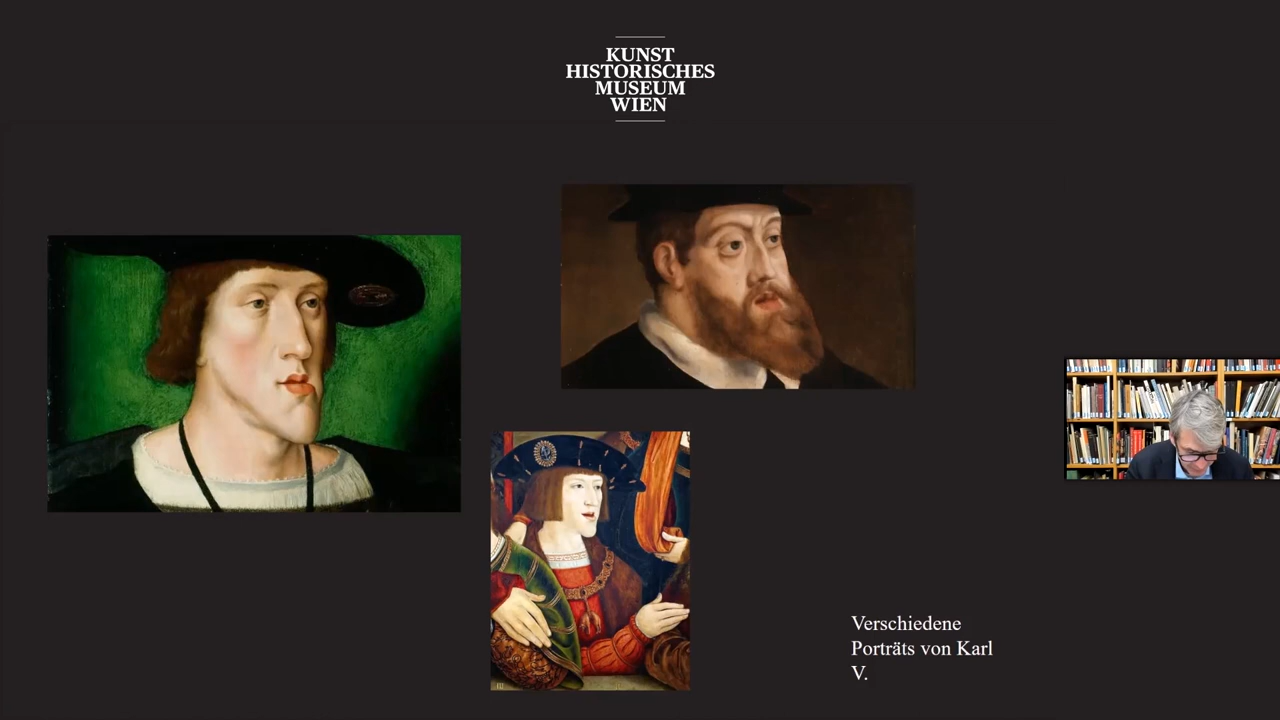 KUNST
HISTORISCHES
MUSEUM
WIEN
Verschiedene
Porträts von Karl
V.